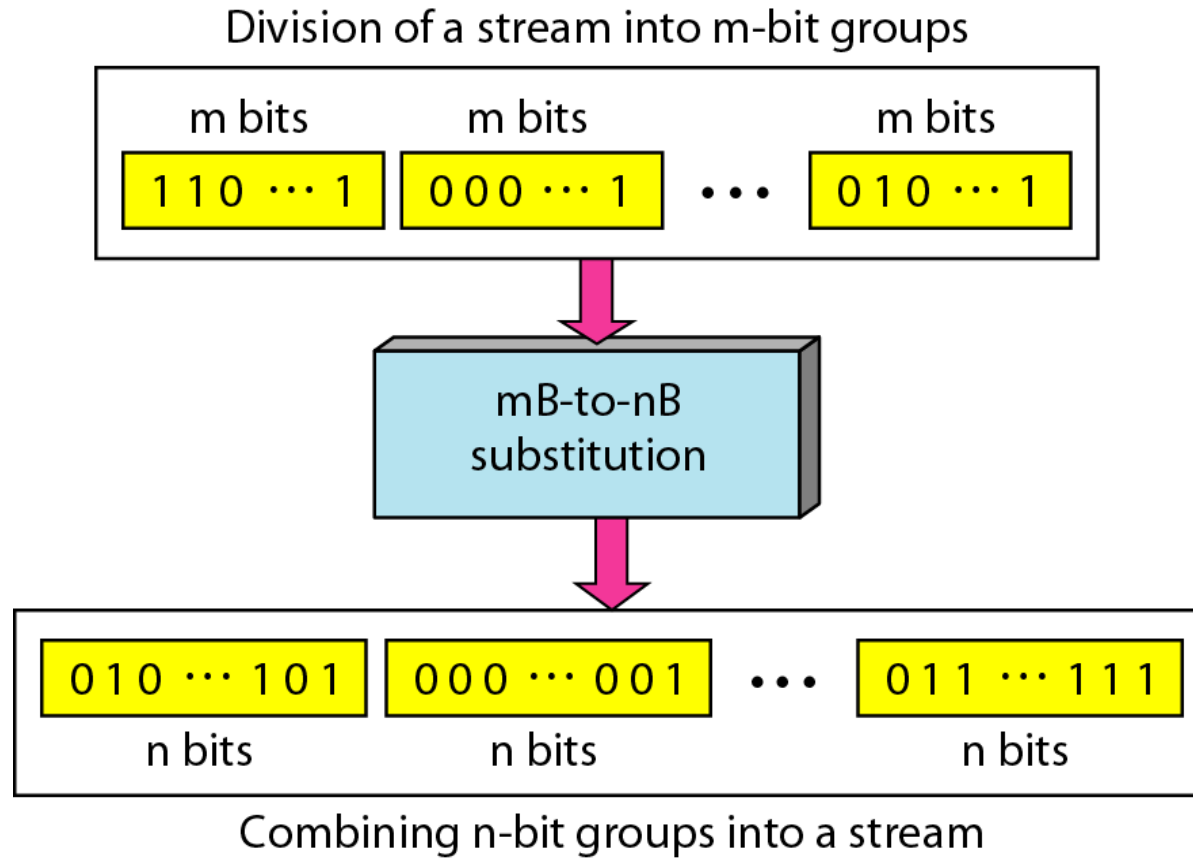 Division of a stream into m-bit groups
m bits m bits m bits
1 1 0 ··· 1 0 0 0 ··· 1 ••• 0 1 0 ··· 1
mB-to-nB
substitution
0 1 0 ··· 1 0 1 0 0 0 ··· 0 0 1 ••• 0 1 1 ··· 1 1 1
n bits n bits n bits
Combining n-bit groups into a stream